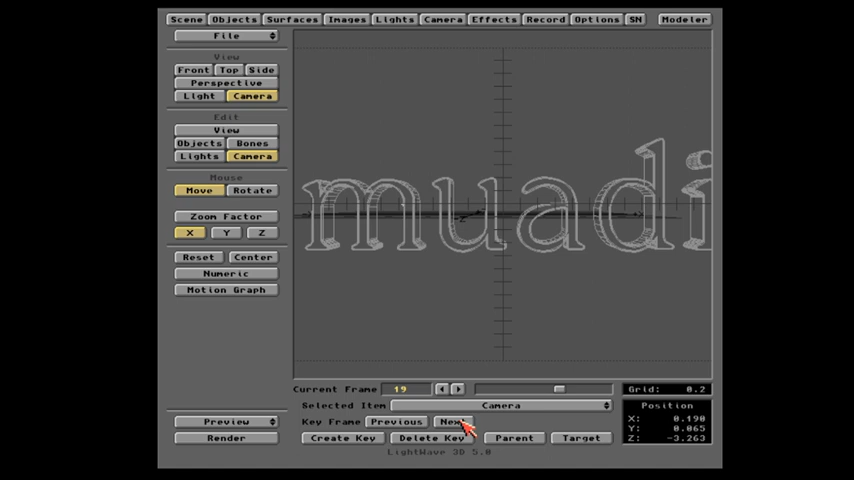 Scene Objects Surfaces Images Lights Camera Effects Record Options SN Modeler
File
View
Front Top Side
Perspective
Light Camera
Edit
View
Objects Bones
Lights Camera
Mouse
Move Rotate
Zoom Factor
X Y Z
Reset Center
Numeric
Motion Graph
muadi
Current Frame 19
Grid: 0.2
Selected Item Camera
Key Frame Previous Next
Create Key Delete Key Parent Target
Position
X: 0.190
Y: 0.065
Z: -3.263
Preview
Render
LightWave 3D 5.0